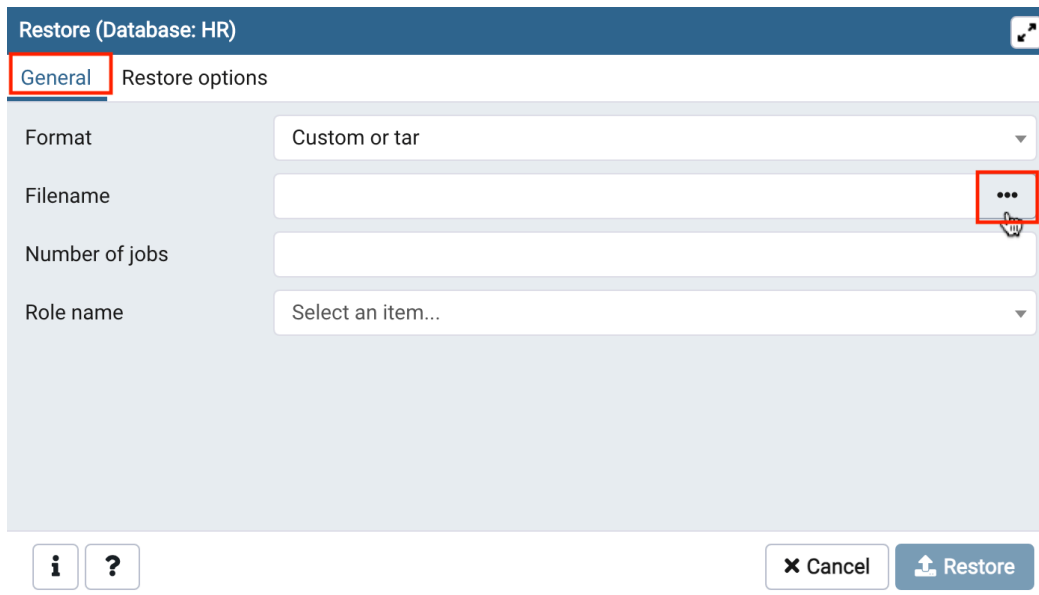 Restore (Database: HR)
General Restore options
Format Custom or tar
Filename •••
Number of jobs
Role name Select an item...
i ? Cancel Restore